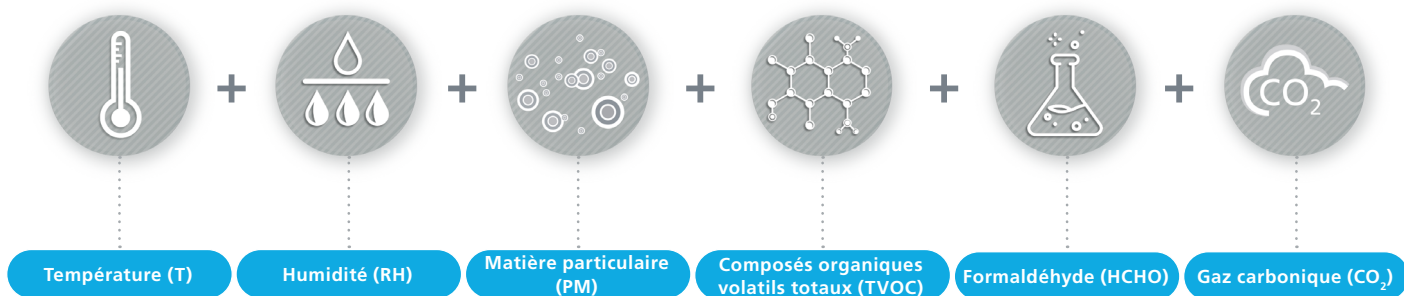 CO₂
Température (T)
Humidité (RH)
Matière particulaire
(PM)
Composés organiques
volatils totaux (TVOC)
Formaldéhyde (HCHO)
Gaz carbonique (CO₂)